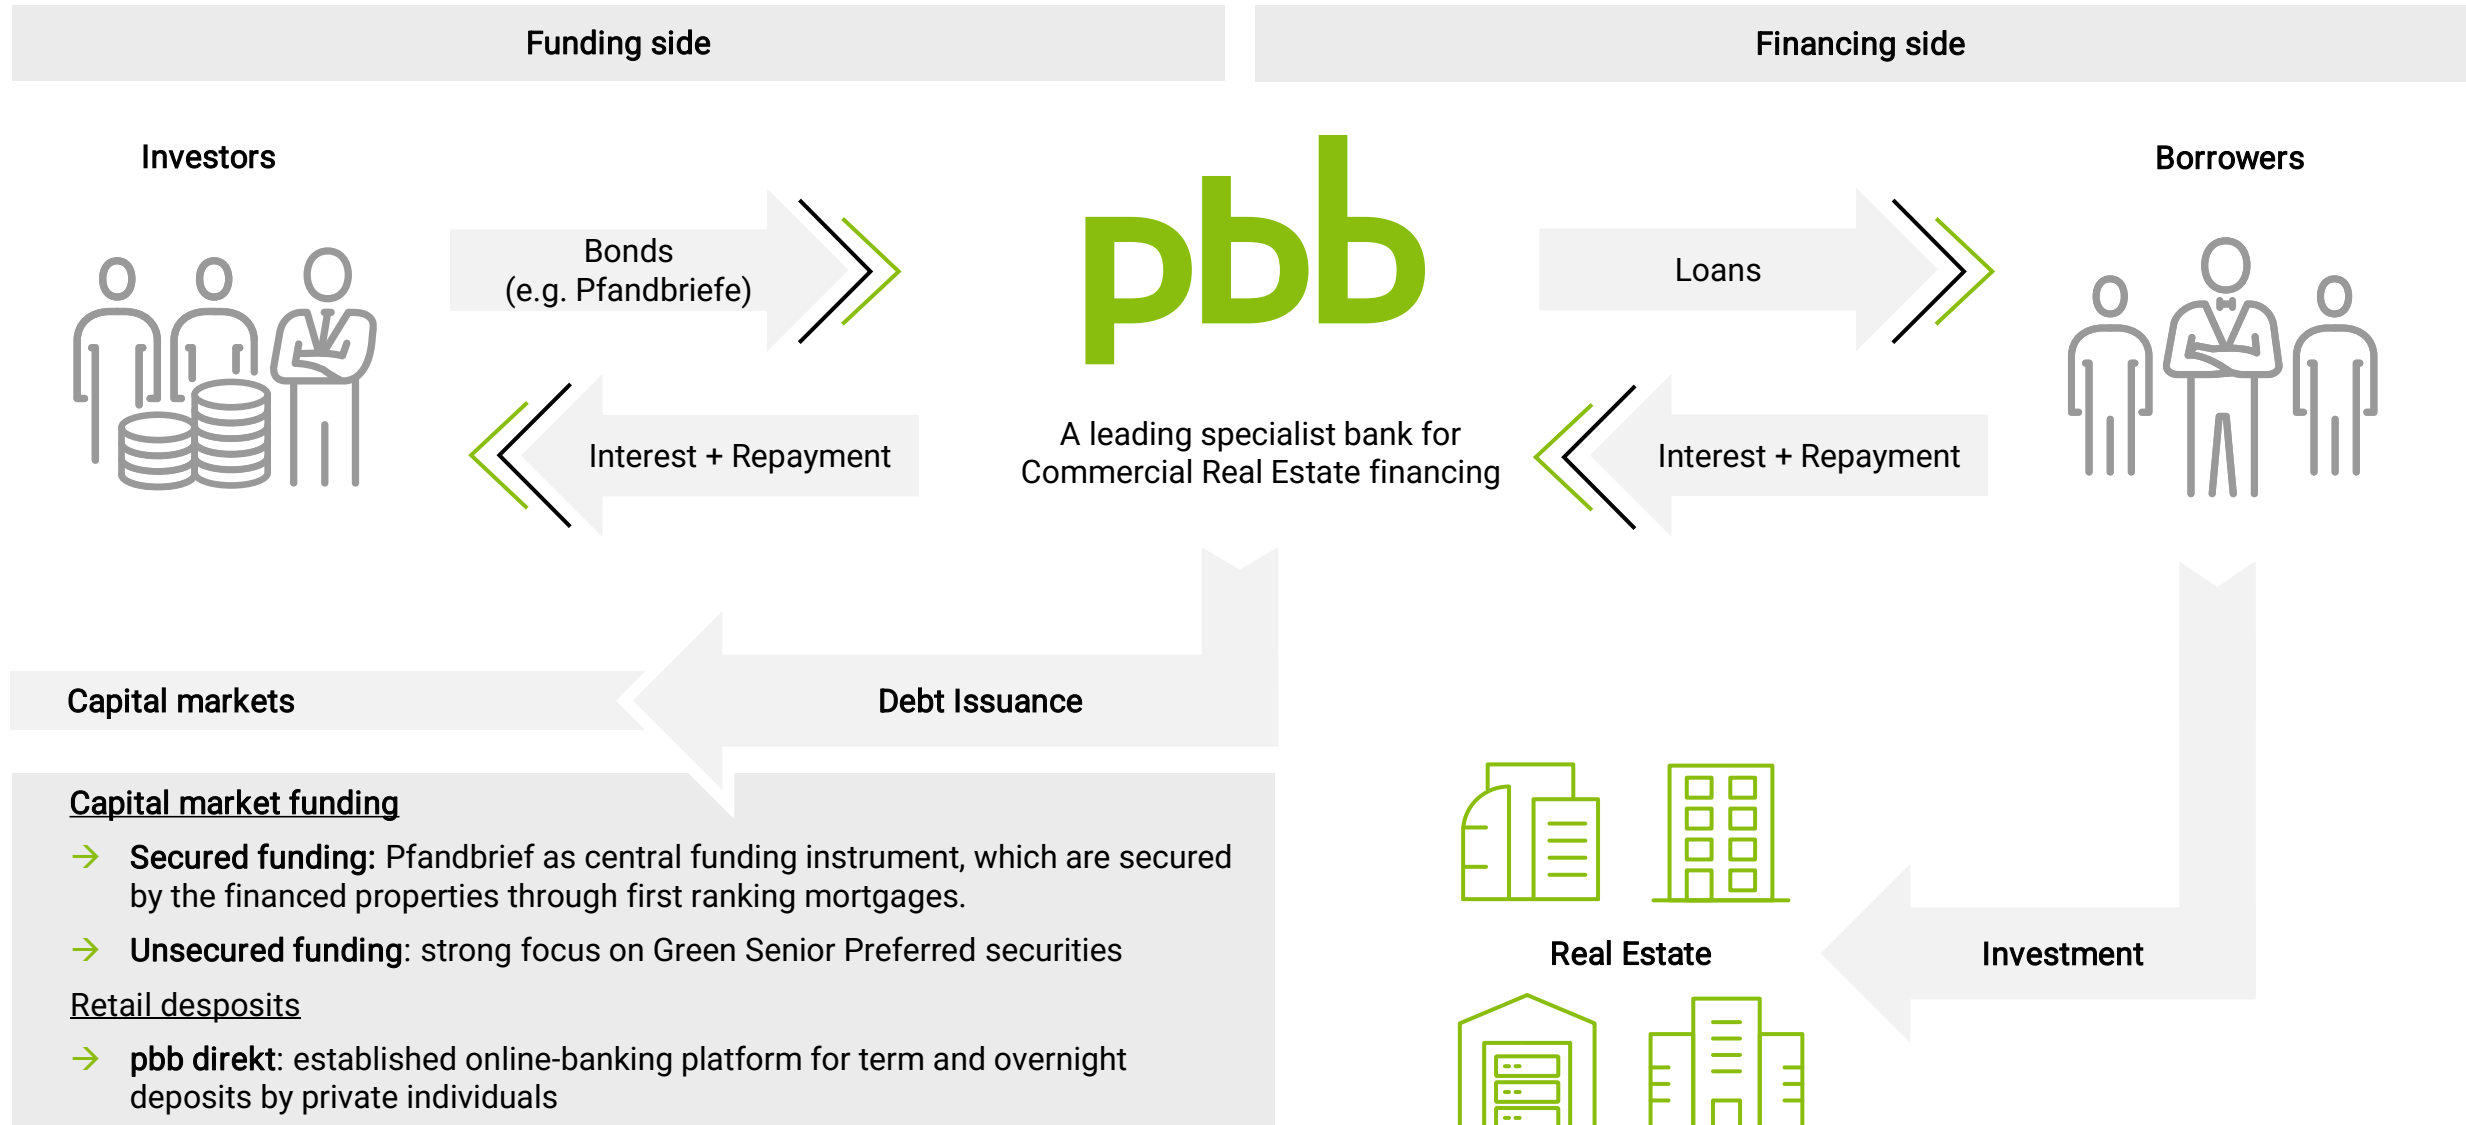 Funding side
Financing side
Investors
Borrowers
Bonds
(e.g. Pfandbriefe)
pbb
Loans
Interest + Repayment
A leading specialist bank for
Commercial Real Estate financing
Interest + Repayment
Capital markets
Debt Issuance
Capital market funding
→ Secured funding: Pfandbrief as central funding instrument, which are secured
by the financed properties through first ranking mortgages.
→ Unsecured funding: strong focus on Green Senior Preferred securities
Retail desposits
→ pbb direkt: established online-banking platform for term and overnight
deposits by private individuals
Real Estate
Investment